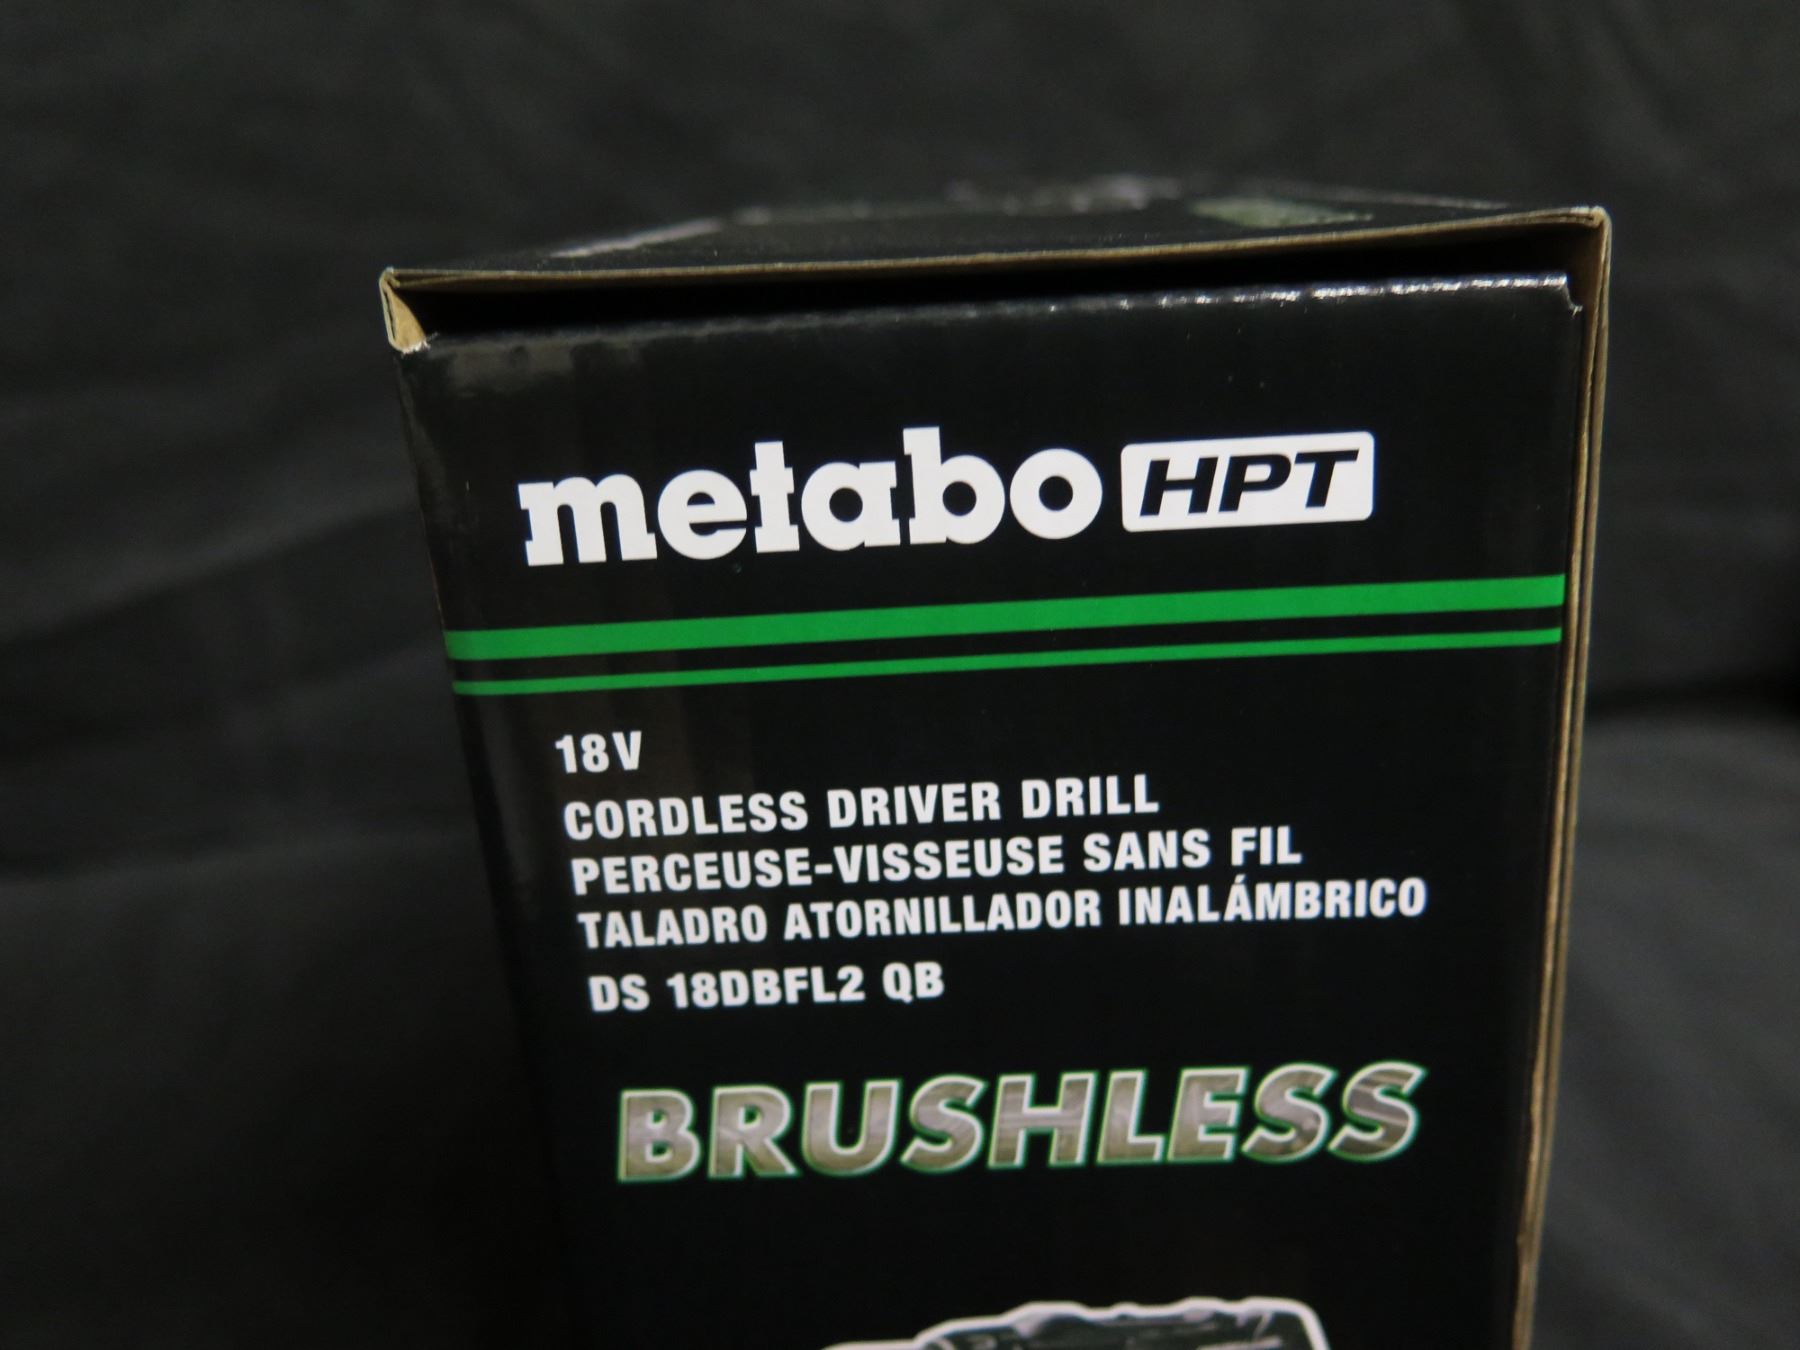 metabo HPT
18V
CORDLESS DRIVER DRILL
PERCEUSE-VISSEUSE SANS FIL
TALADRO ATORNILLADOR INALÁMBRICO
DS 18DBFL2 QB
BRUSHLESS